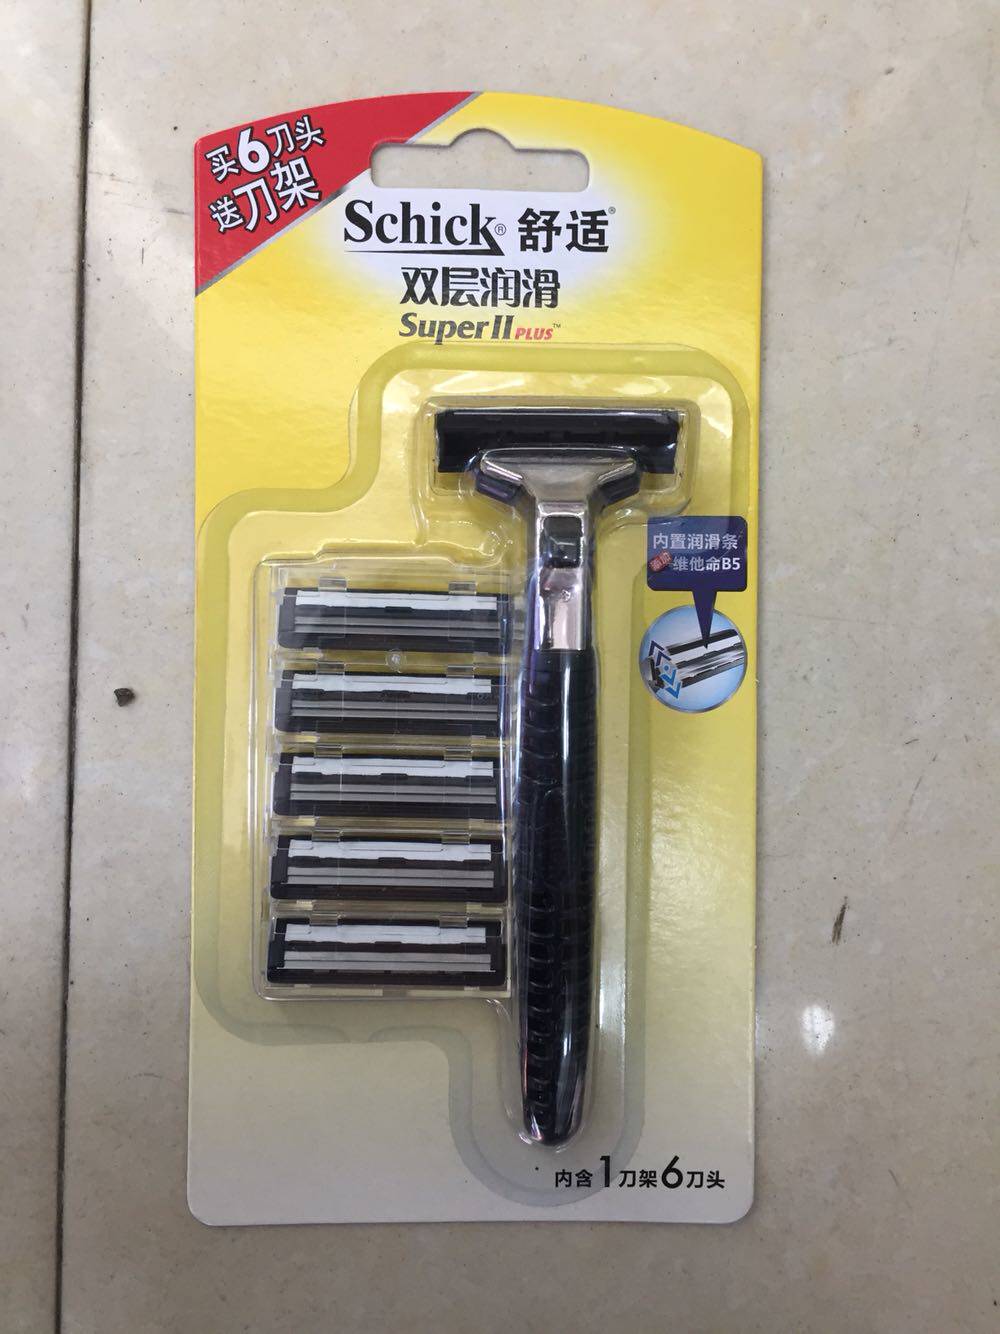 买6刀头
送刀架
Schick® 舒适®
双层润滑
Super II PLUS™
内置润滑条
维他命B5
内含1刀架6刀头